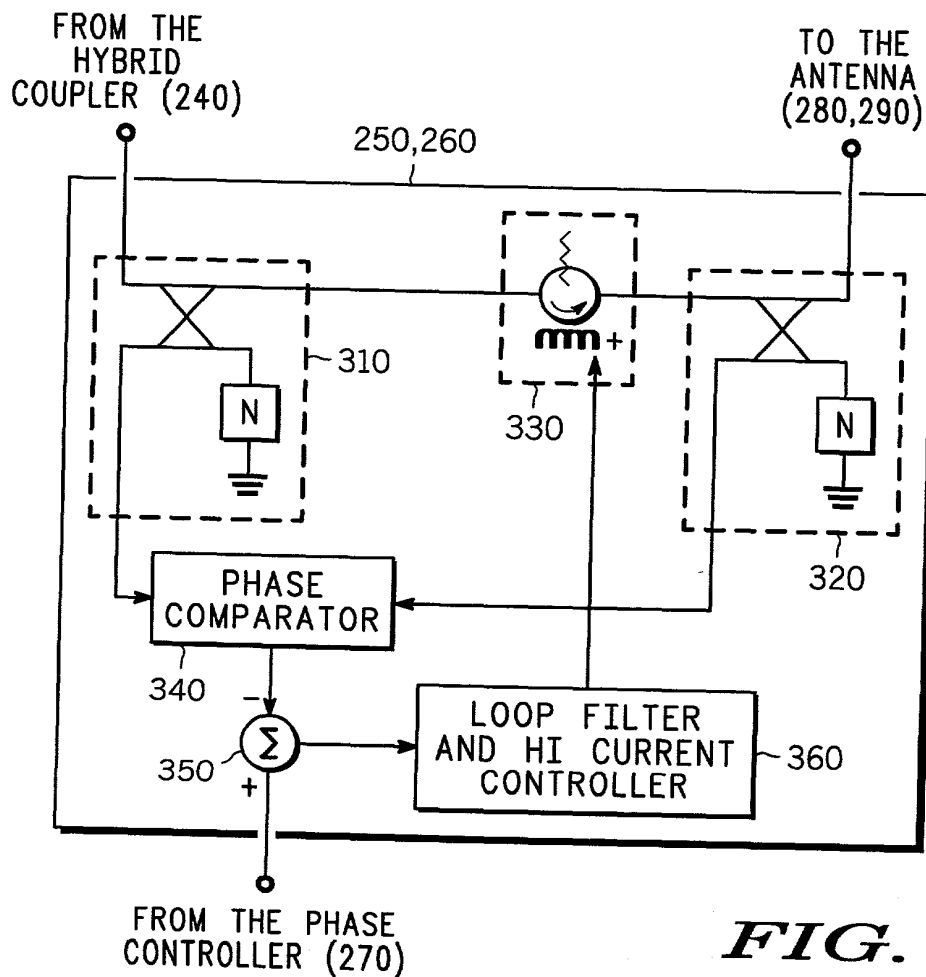 FROM THE
HYBRID
COUPLER (240)
TO THE
ANTENNA
(280,290)
250,260
310
N
330
+
N
320
PHASE
COMPARATOR
340
-
Σ
350
+
LOOP FILTER
AND HI CURRENT
CONTROLLER
360
FROM THE PHASE
CONTROLLER (270)
FIG.